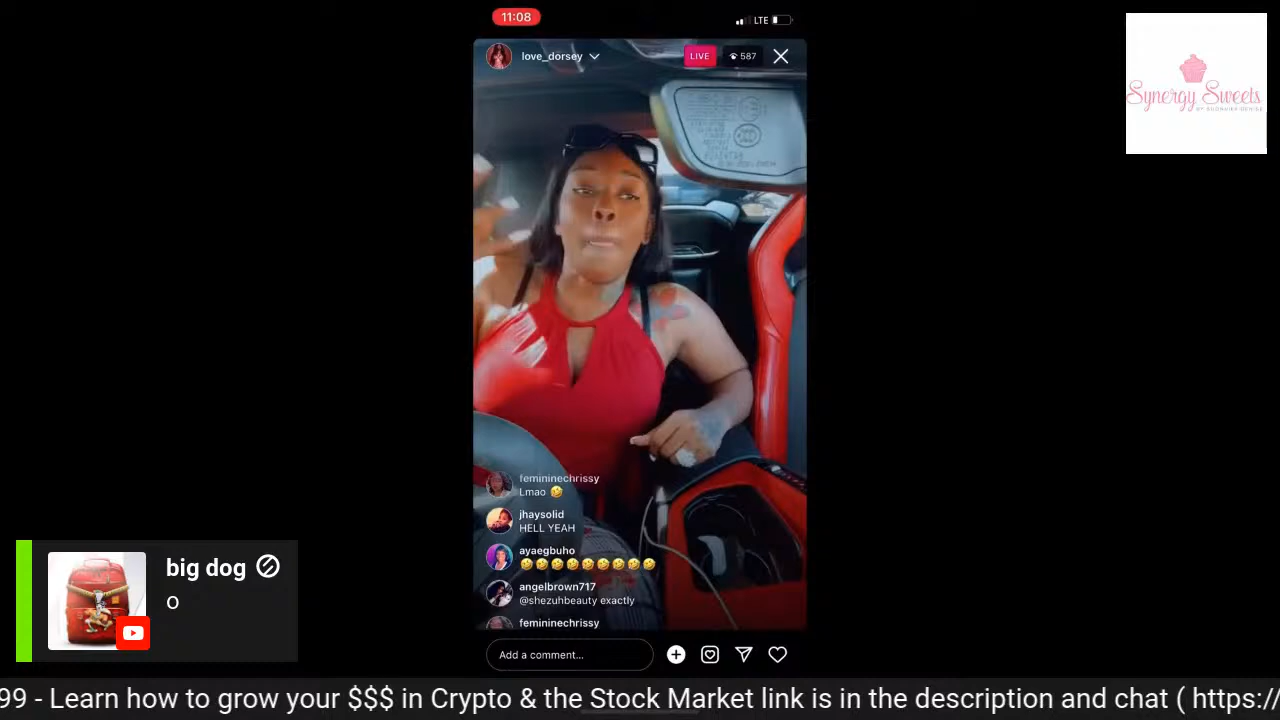 11:08
LTE
love_dorsey
LIVE
587
Synergy Sweets
femininechrissy
Lmao 🤣
jhaysolid
HELL YEAH
ayaegbuho
🤣🤣🤣🤣🤣🤣🤣🤣🤣
angelbrown717
@shezuhbeauty exactly
femininechrissy
big dog
o
Add a comment...
99 - Learn how to grow your $$$ in Crypto & the Stock Market link is in the description and chat ( https://